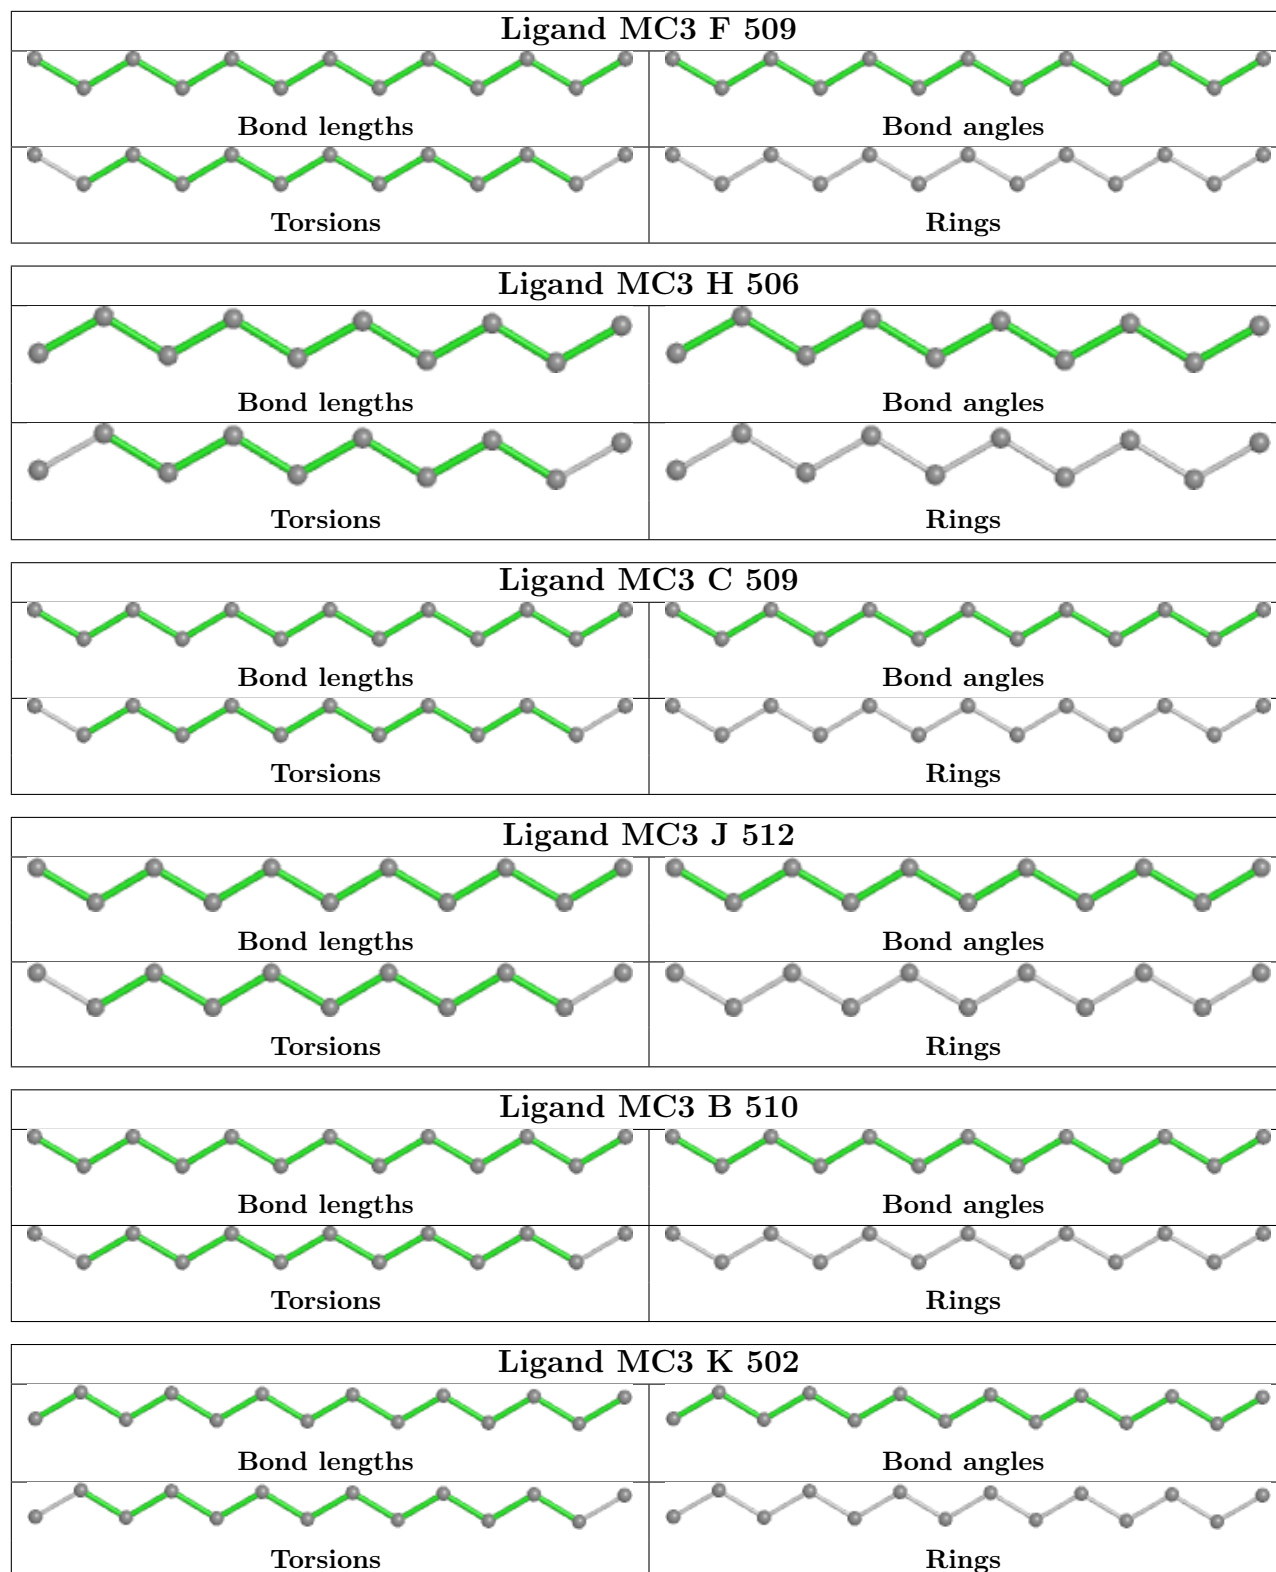 Ligand MC3 F 509
Bond lengths
Bond angles
Torsions
Rings
Ligand MC3 H 506
Bond lengths
Bond angles
Torsions
Rings
Ligand MC3 C 509
Bond lengths
Bond angles
Torsions
Rings
Ligand MC3 J 512
Bond lengths
Bond angles
Torsions
Rings
Ligand MC3 B 510
Bond lengths
Bond angles
Torsions
Rings
Ligand MC3 K 502
Bond lengths
Bond angles
Torsions
Rings